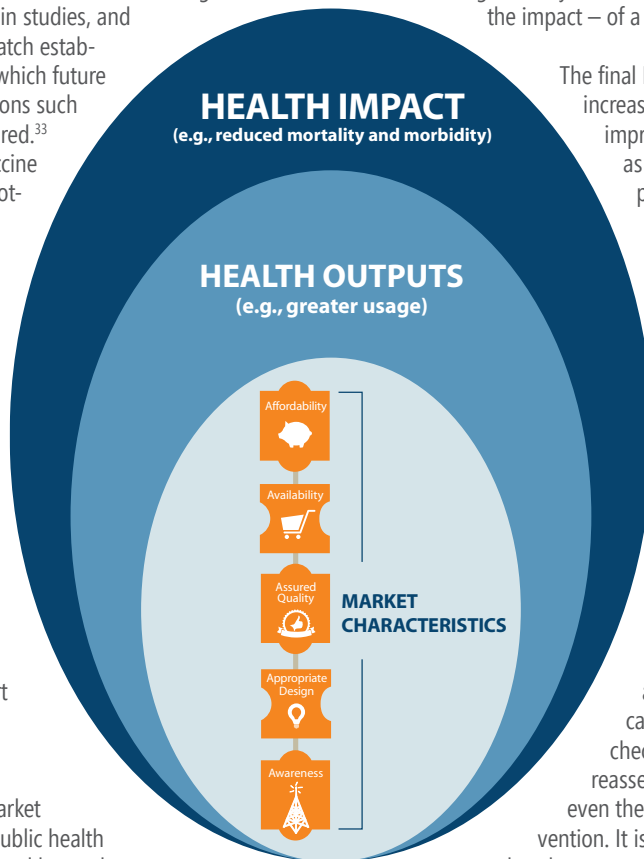 in studies, and
atch estab-
which future
ons such
red.33
ccine
ot-
the impact – of a
The final
increas
impr
as
HEALTH IMPACT
(e.g., reduced mortality and morbidity)
HEALTH OUTPUTS
(e.g., greater usage)
Affordability
Availability
Assured
Quality
Appropriate
Design
Awareness
MARKET
CHARACTERISTICS
rt
arket
ublic health
ca
chec
reasse
even the
vention. It is